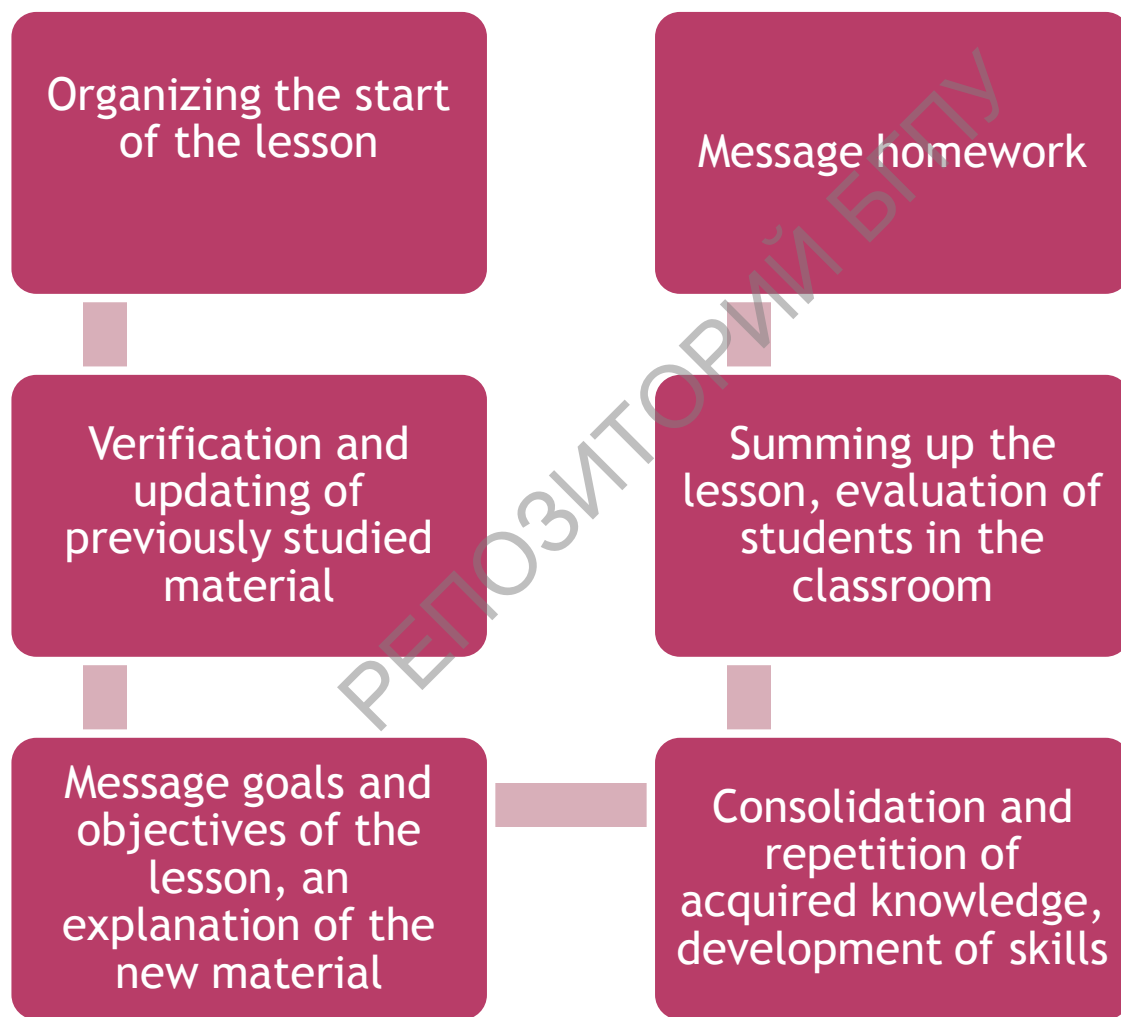 Organizing the start
of the lesson
Verification and
updating of
previously studied
material
Message goals and
objectives of the
lesson, an
explanation of the
new material
Consolidation and
repetition of
acquired knowledge,
development of skills
Summing up the
lesson, evaluation of
students in the
classroom
Message homework
РЕПОЗИТОРИЙ БГПУ